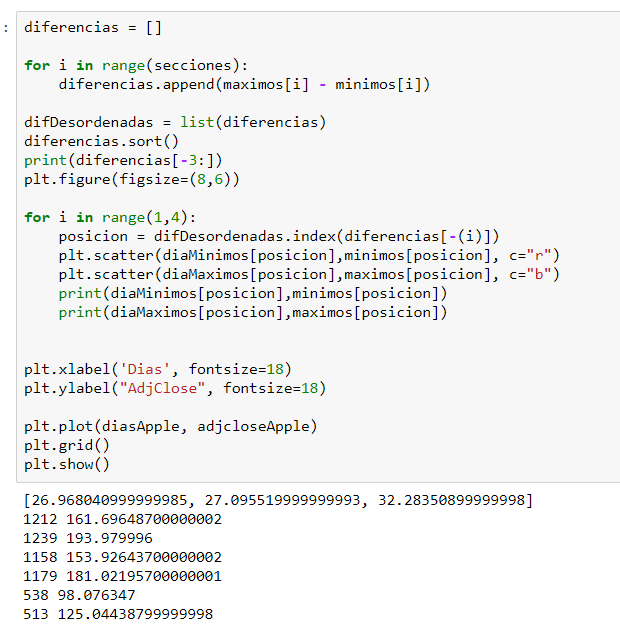 : diferencias = []
for i in range(secciones):
    diferencias.append(maximos[i] - minimos[i])
difDesordenadas = list(diferencias)
diferencias.sort()
print(diferencias[-3:])
plt.figure(figsize=(8,6))
for i in range(1,4):
    posicion = difDesordenadas.index(diferencias[-(i)])
    plt.scatter(diaMinimos[posicion],minimos[posicion], c="r")
    plt.scatter(diaMaximos[posicion],maximos[posicion], c="b")
    print(diaMinimos[posicion],minimos[posicion])
    print(diaMaximos[posicion],maximos[posicion])
plt.xlabel('Dias', fontsize=18)
plt.ylabel("AdjClose", fontsize=18)
plt.plot(diasApple, adjcloseApple)
plt.grid()
plt.show()
[26.968040999999985, 27.095519999999993, 32.28350899999998]
1212 161.69648700000002
1239 193.979996
1158 153.92643700000002
1179 181.02195700000001
538 98.076347
513 125.04438799999998